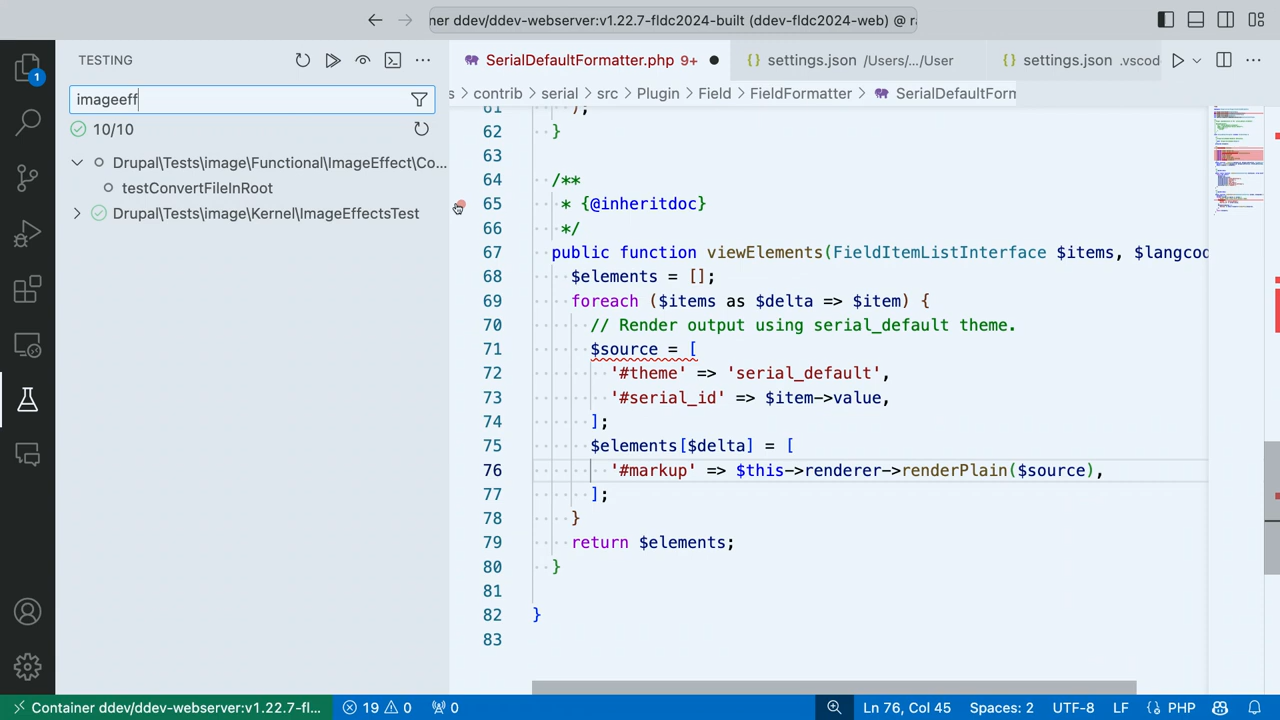 ner ddev/ddev-webserver:v1.22.7-fldc2024-built (ddev-fldc2024-web) @ r
1
TESTING
imageeff
10/10
Drupal\Tests\image\Functional\ImageEffect\Co...
testConvertFileInRoot
Drupal\Tests\image\Kernel\ImageEffectsTest
SerialDefaultFormatter.php 9+
settings.json /Users/.../User
settings.json .vscod
s > contrib > serial > src > Plugin > Field > FieldFormatter > SerialDefaultForm
61 );
62 }
63
64 /**
65 * {@inheritdoc}
66 */
67 public function viewElements(FieldItemListInterface $items, $langcod
68 $elements = [];
69 foreach ($items as $delta => $item) {
70 // Render output using serial_default theme.
71 $source = [
72 '#theme' => 'serial_default',
73 '#serial_id' => $item->value,
74 ];
75 $elements[$delta] = [
76 '#markup' => $this->renderer->renderPlain($source),
77 ];
78 }
79 return $elements;
80 }
81
82 }
83
Container ddev/ddev-webserver:v1.22.7-fl... 19 0 0 Ln 76, Col 45 Spaces: 2 UTF-8 LF PHP